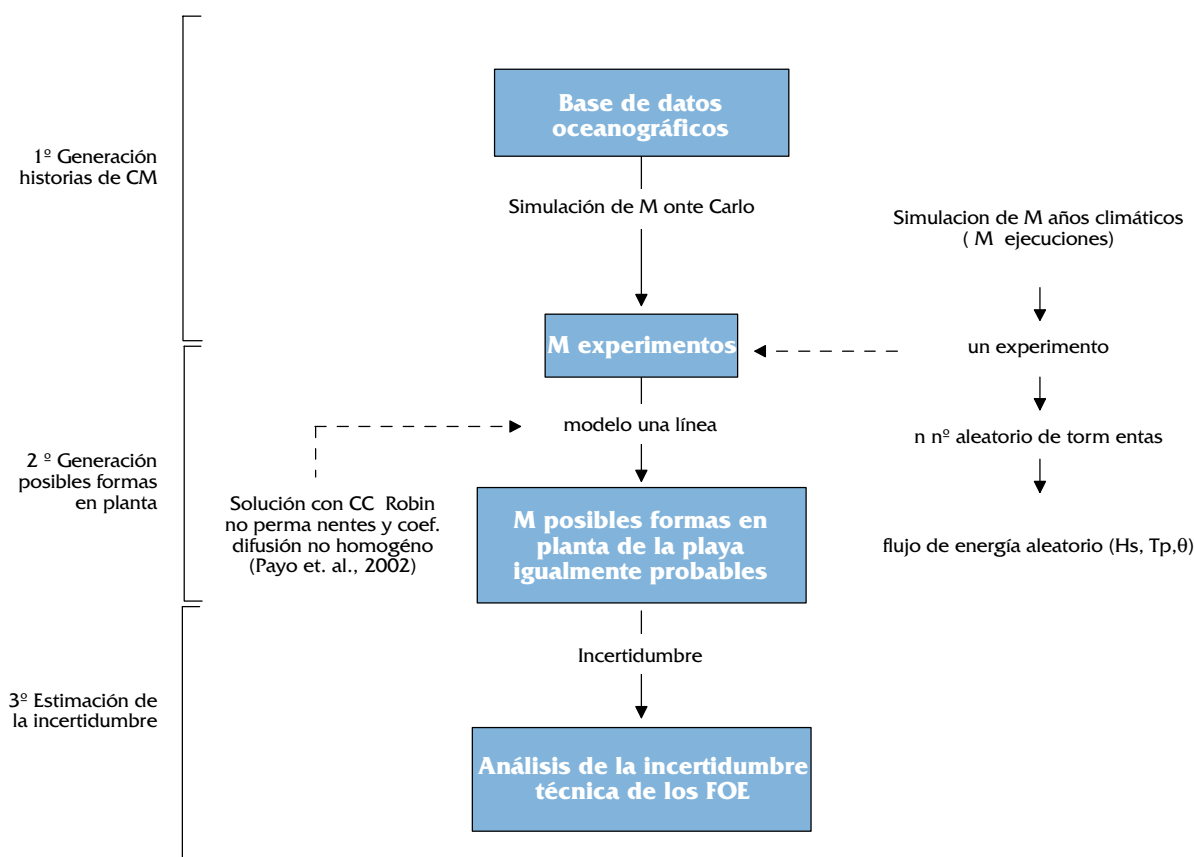 1º Generación
historias de CM
Base de datos
oceanográficos
Simulación de M onte Carlo
M experimentos
Simulacion de M años climáticos
( M ejecuciones)
un experimento
n nº aleatorio de torm entas
flujo de energía aleatorio (Hs, Tp,θ)
2 º Generación
posibles formas
en planta
modelo una línea
Solución con CC Robin
no perma nentes y coef.
difusión no homogéno
(Payo et. al., 2002)
M posibles formas en
planta de la playa
igualmente probables
3º Estimación de
la incertidumbre
Incertidumbre
Análisis de la incertidumbre
técnica de los FOE